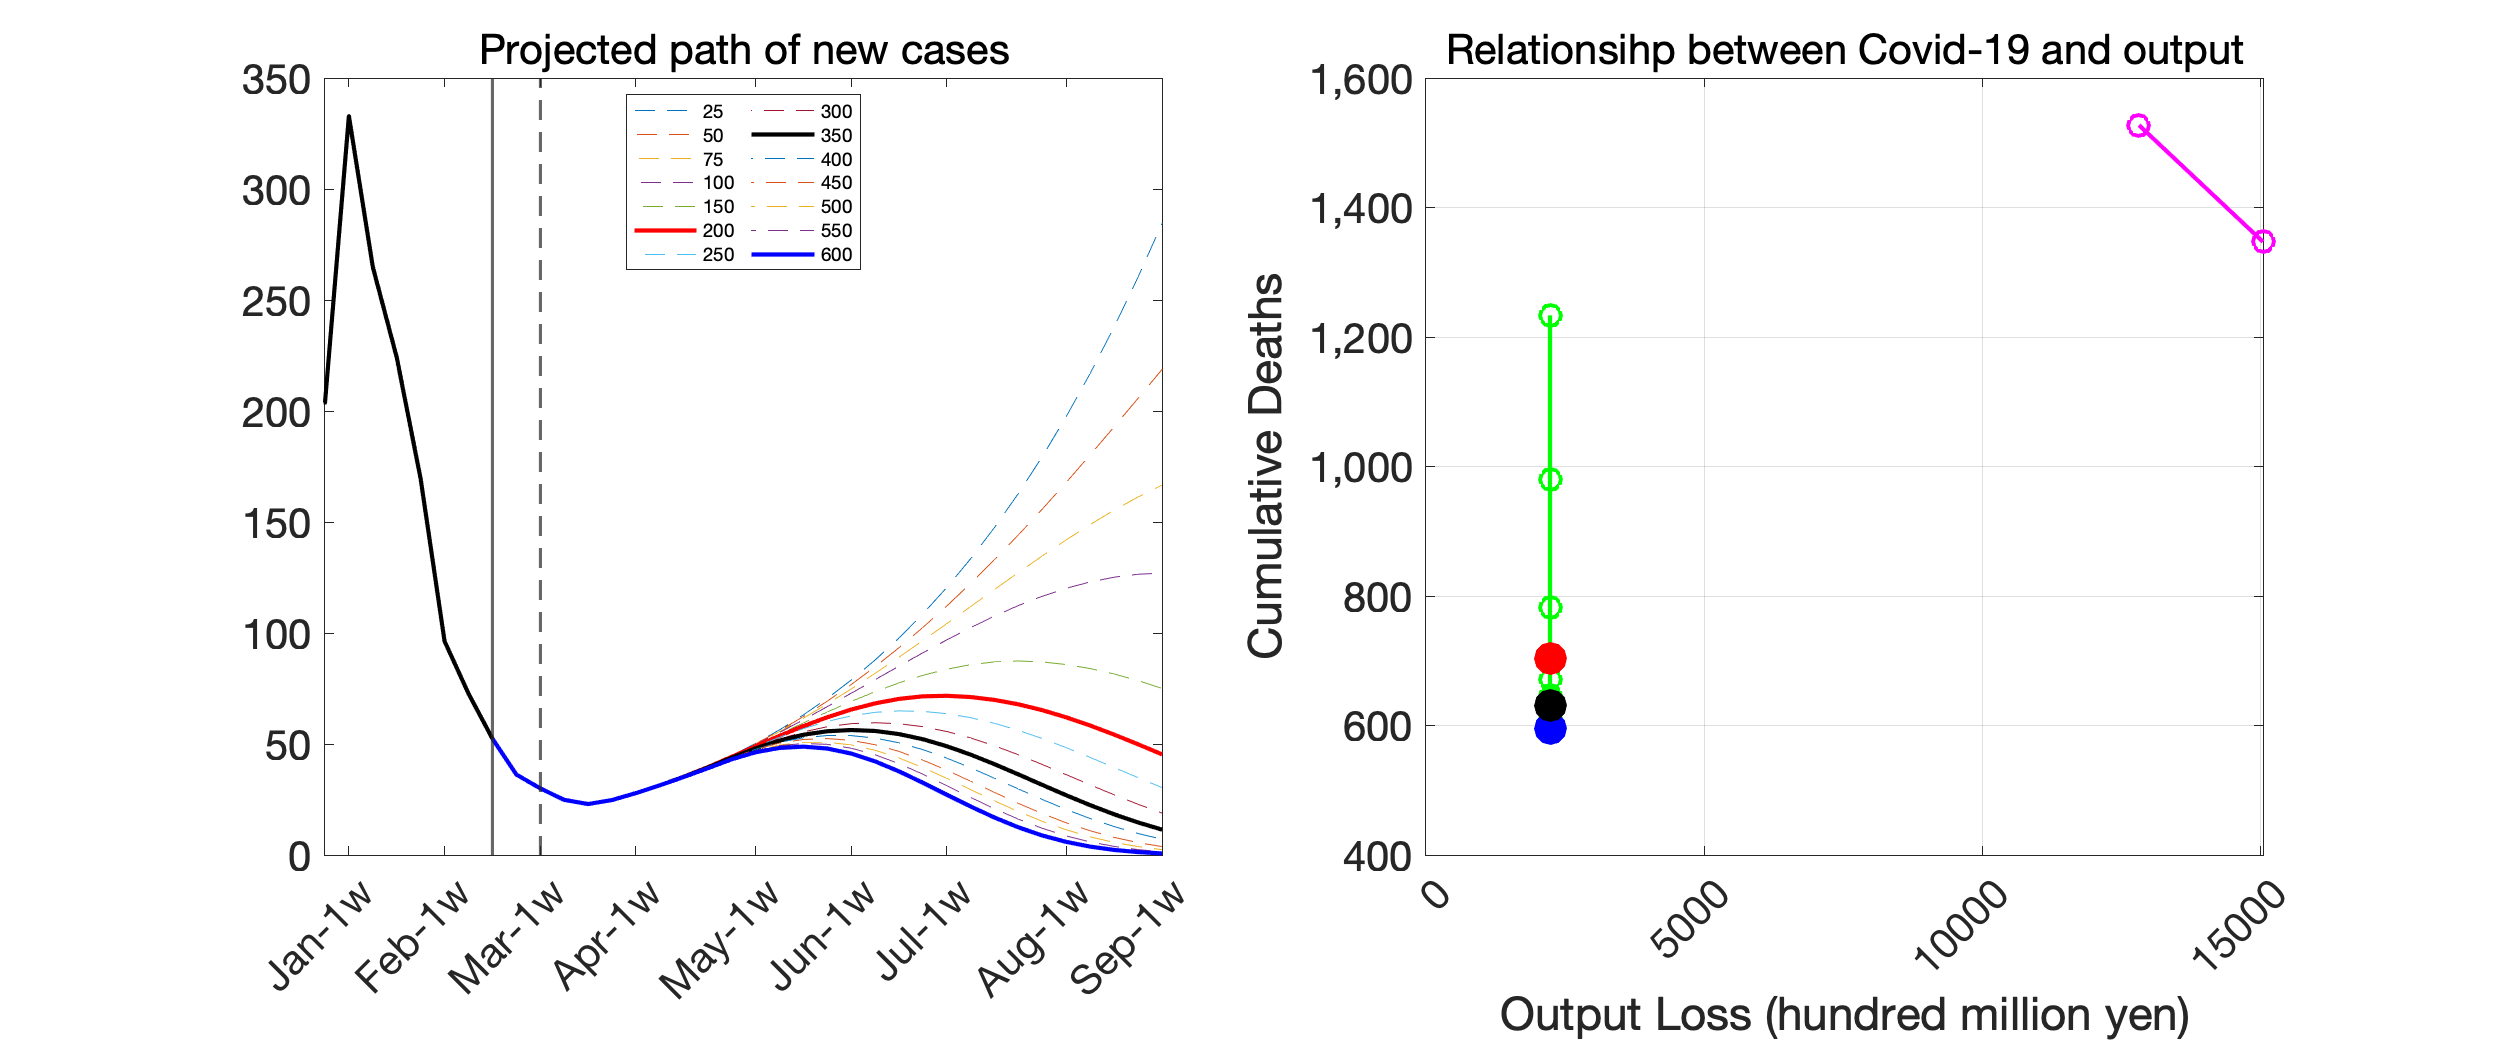 Projected path of new cases
350
300
250
200
150
100
50
0
25 300
50 350
75 400
100 450
150 500
200 550
250 600
Jan-1w
Feb-1w
Mar-1w
Apr-1w
May-1w
Jun-1w
Jul-1w
Aug-1w
Sep-1w
Relationsihp between Covid-19 and output
Cumulative Deaths
1,600
1,400
1,200
1,000
800
600
400
0
5000
10000
15000
Output Loss (hundred million yen)